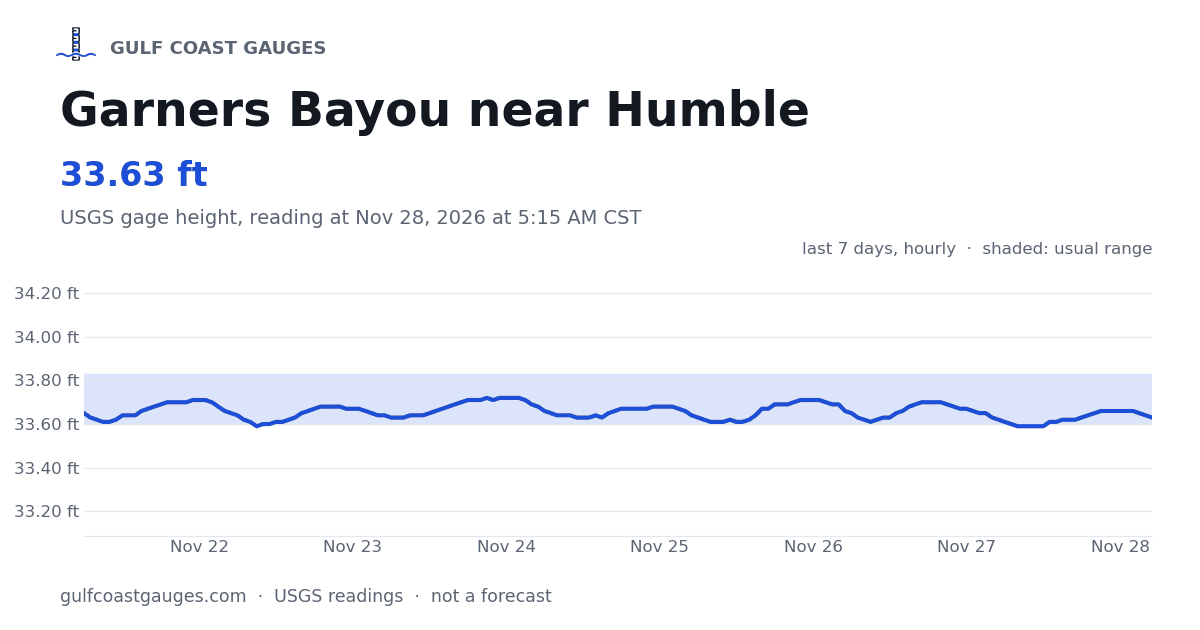 GULF COAST GAUGES
Garners Bayou near Humble
33.63 ft
USGS gage height, reading at Nov 28, 2026 at 5:15 AM CST
last 7 days, hourly · shaded: usual range
34.20 ft
34.00 ft
33.80 ft
33.60 ft
33.40 ft
33.20 ft
Nov 22 Nov 23 Nov 24 Nov 25 Nov 26 Nov 27 Nov 28
gulfcoastgauges.com · USGS readings · not a forecast